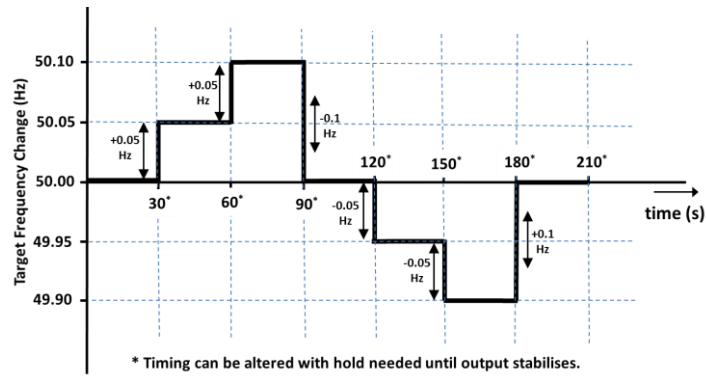 Target Frequency Change (Hz)
50.10
50.05
50.00
49.95
49.90
+0.05
Hz
+0.05
Hz
-0.1
Hz
-0.05
Hz
-0.05
Hz
+0.1
Hz
30*
60*
90*
120*
150*
180*
210*
time (s)
* Timing can be altered with hold needed until output stabilises.